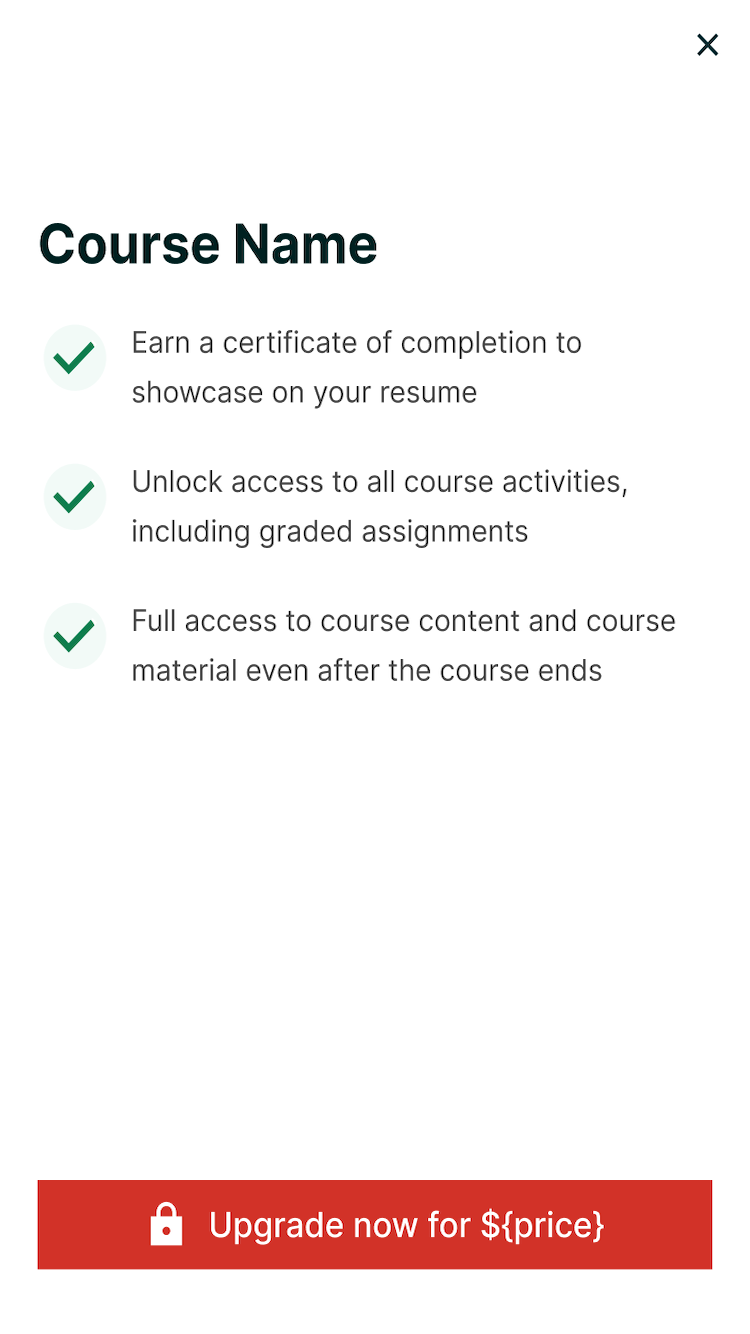 Course Name
Earn a certificate of completion to
showcase on your resume
Unlock access to all course activities,
including graded assignments
Full access to course content and course
material even after the course ends
Upgrade now for ${price}